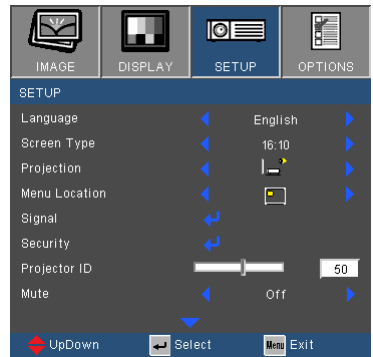 IMAGE DISPLAY SETUP OPTIONS
SETUP
Language English
Screen Type 16:10
Projection
Menu Location
Signal
Security
Projector ID 50
Mute Off
UpDown Select Menu Exit